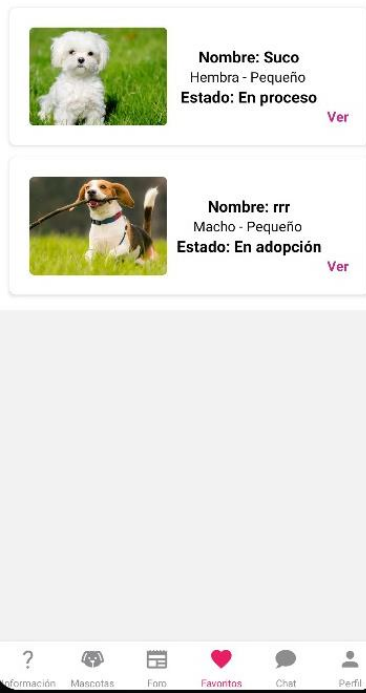 Nombre: Suco
Hembra - Pequeño
Estado: En proceso
Ver
Nombre: rrr
Macho - Pequeño
Estado: En adopción
Ver
Información
Mascotas
Foro
Favoritos
Chat
Perfil